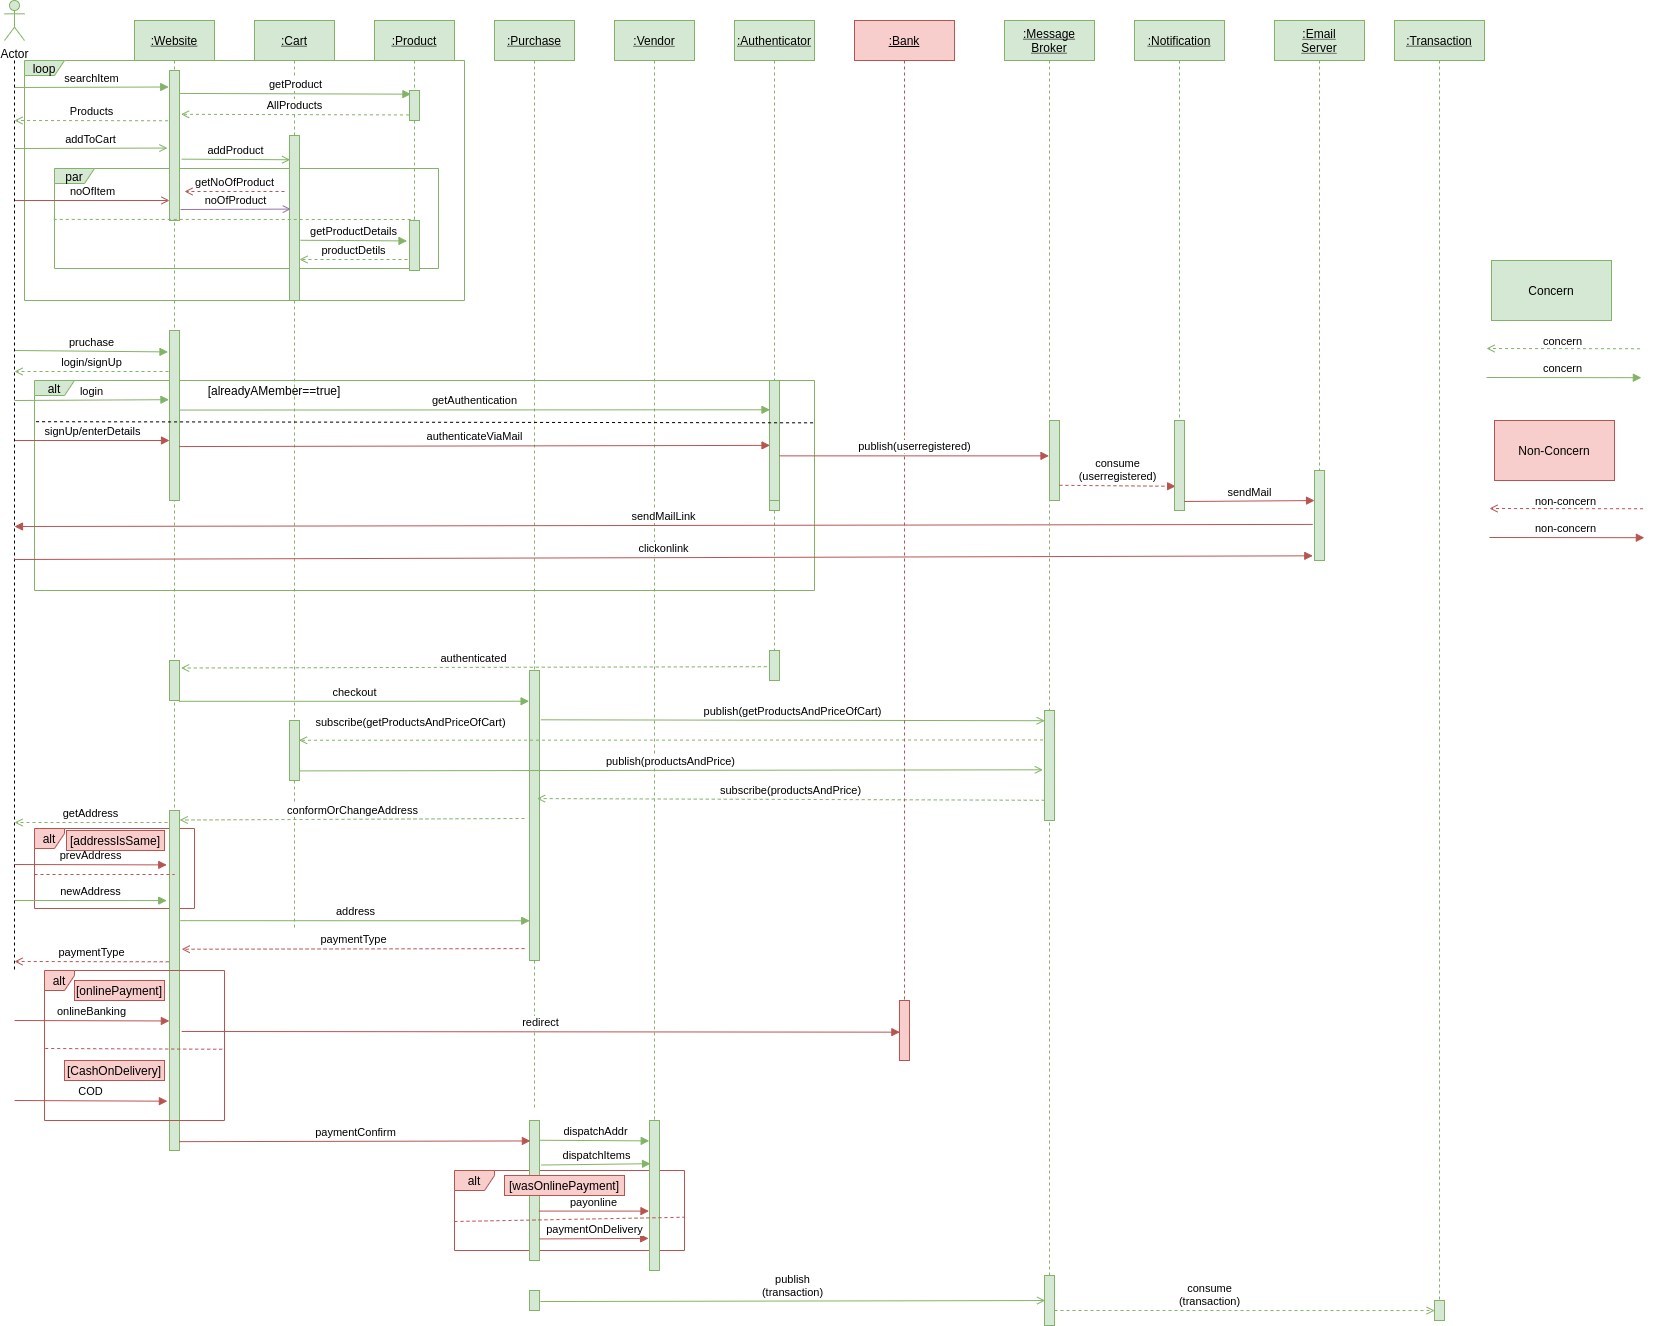 Actor
:Website
:Cart
:Product
:Purchase
:Vendor
:Authenticator
:Bank
:Message
Broker
:Notification
:Email
Server
:Transaction
loop
searchItem
getProduct
AllProducts
Products
addToCart
addProduct
par
getNoOfProduct
noOfItem
noOfProduct
getProductDetails
productDetils
Concern
concern
concern
pruchase
login/signUp
alt
login
[alreadyAMember==true]
getAuthentication
signUp/enterDetails
authenticateViaMail
publish(userregistered)
consume
(userregistered)
sendMail
Non-Concern
non-concern
non-concern
sendMailLink
clickonlink
authenticated
checkout
subscribe(getProductsAndPriceOfCart)
publish(getProductsAndPriceOfCart)
publish(productsAndPrice)
subscribe(productsAndPrice)
getAddress
conformOrChangeAddress
alt
[addressIsSame]
prevAddress
newAddress
address
paymentType
paymentType
alt
[onlinePayment]
onlineBanking
redirect
[CashOnDelivery]
COD
paymentConfirm
dispatchAddr
dispatchItems
alt
[wasOnlinePayment]
payonline
paymentOnDelivery
publish
(transaction)
consume
(transaction)